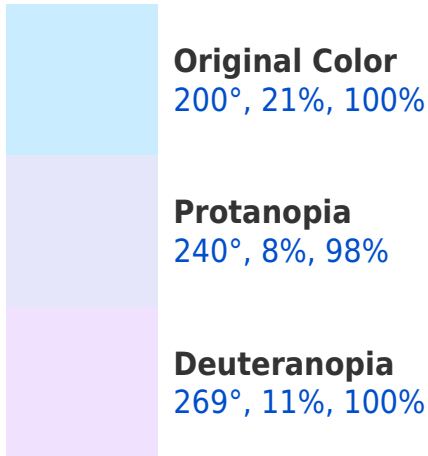 Original Color
200°, 21%, 100%
Protanopia
240°, 8%, 98%
Deuteranopia
269°, 11%, 100%